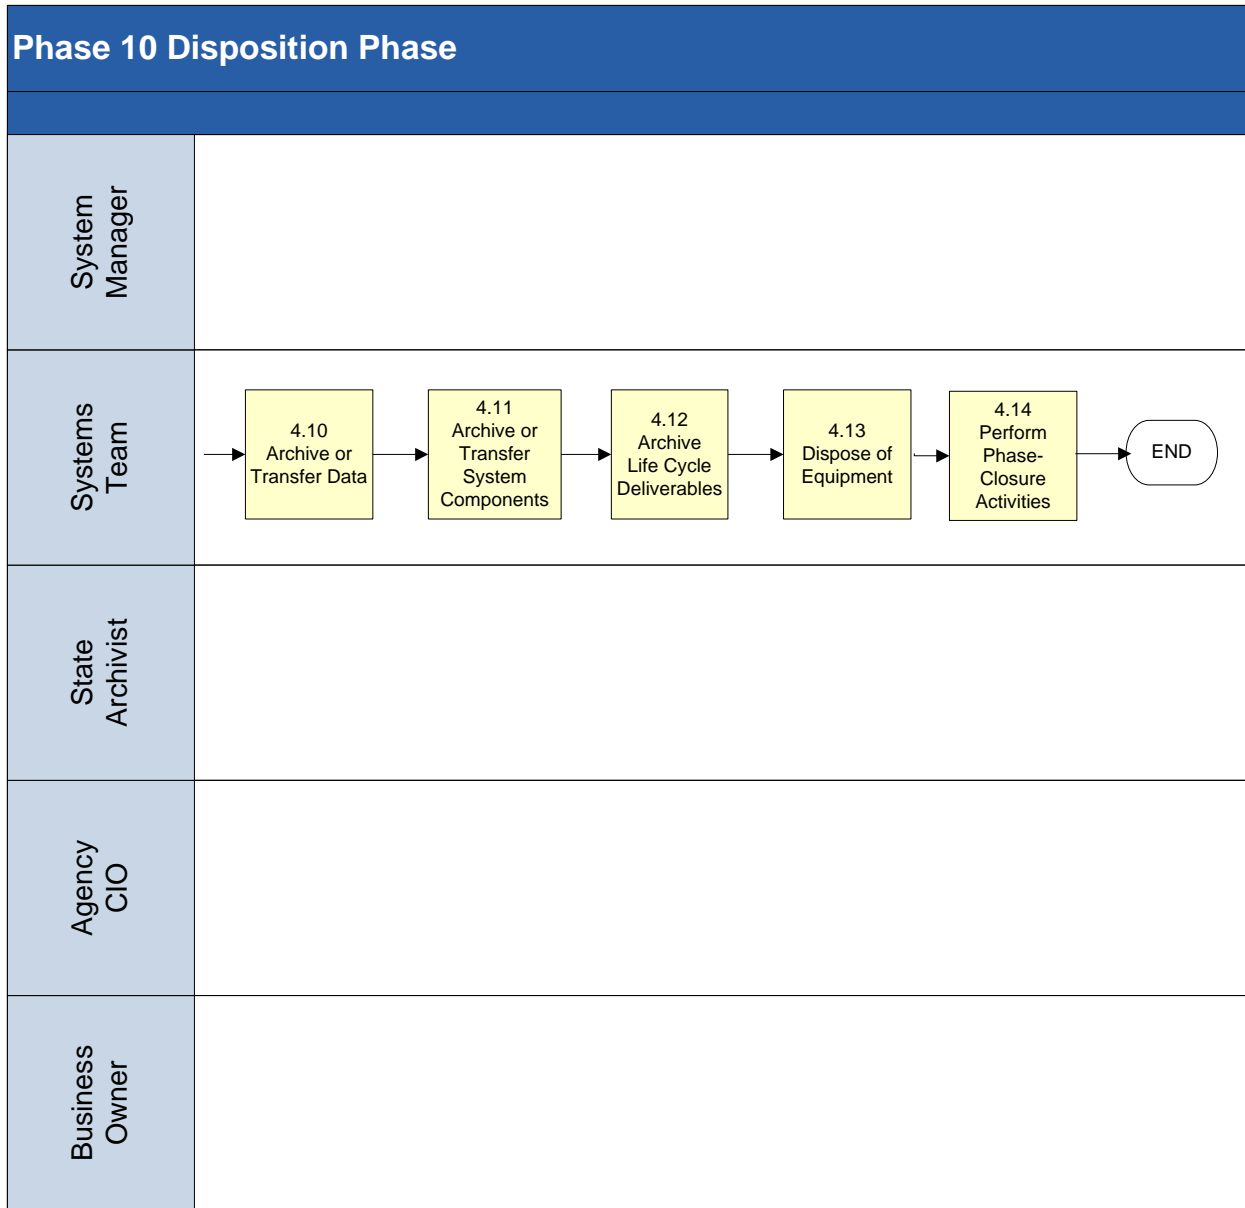 Phase 10 Disposition Phase
System
Manager
Systems
Team
4.10
Archive or
Transfer Data
4.11
Archive or
Transfer
System
Components
4.12
Archive
Life Cycle
Deliverables
4.13
Dispose of
Equipment
4.14
Perform
Phase-
Closure
Activities
END
State
Archivist
Agency
CIO
Business
Owner